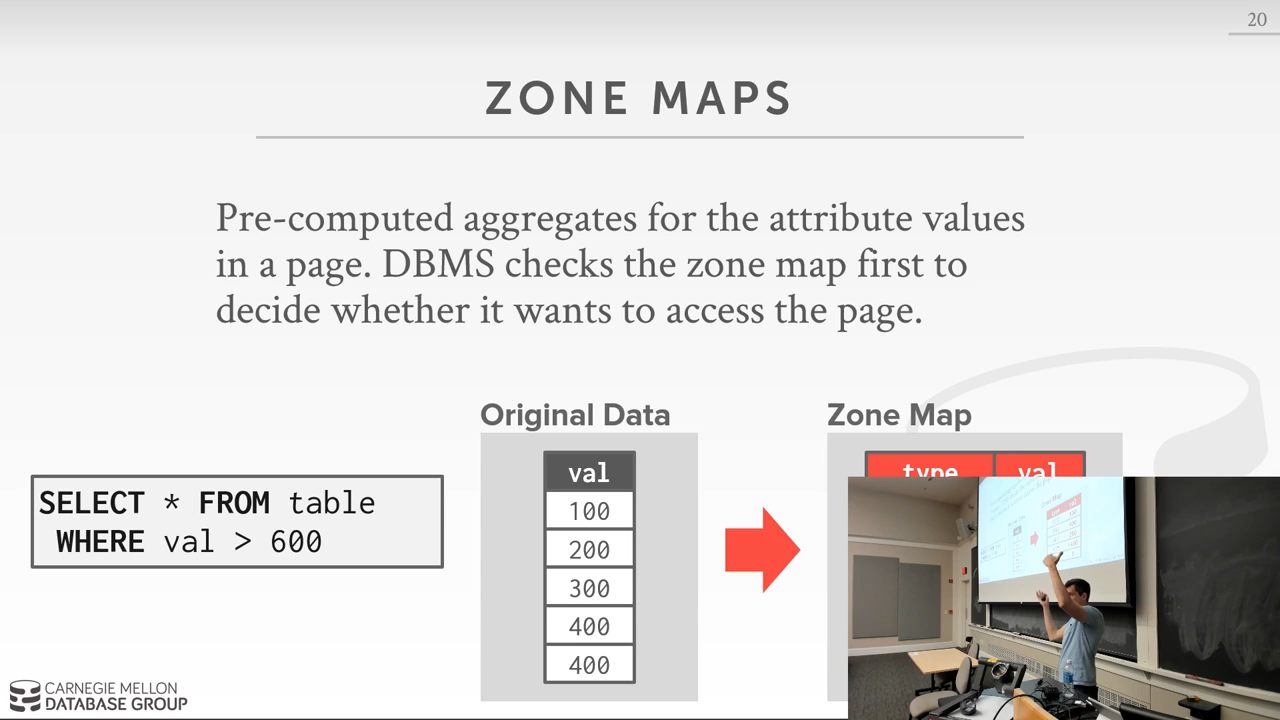 20
ZONE MAPS
Pre-computed aggregates for the attribute values
in a page. DBMS checks the zone map first to
decide whether it wants to access the page.
Original Data
Zone Map
SELECT * FROM table
WHERE val > 600
val
100
200
300
400
400
type val
CARNEGIE MELLON
DATABASE GROUP